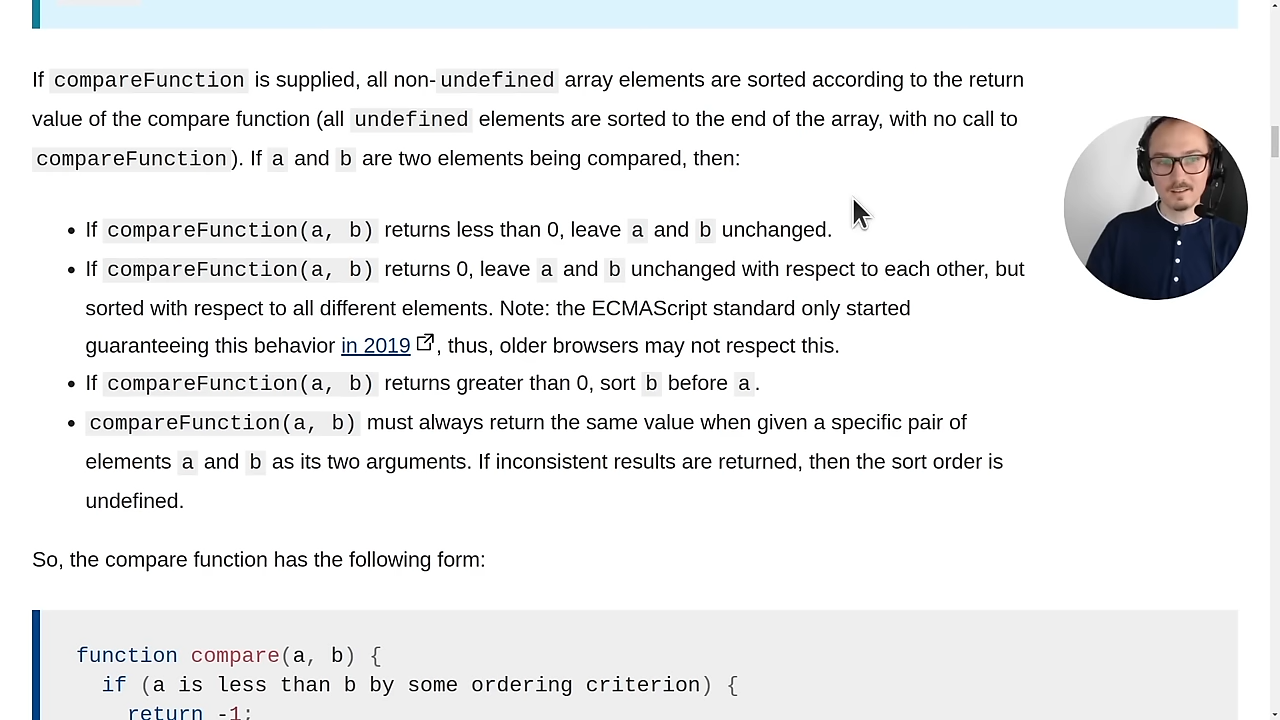 If compareFunction is supplied, all non-undefined array elements are sorted according to the return
value of the compare function (all undefined elements are sorted to the end of the array, with no call to
compareFunction). If a and b are two elements being compared, then:
• If compareFunction(a, b) returns less than 0, leave a and b unchanged.
• If compareFunction(a, b) returns 0, leave a and b unchanged with respect to each other, but
sorted with respect to all different elements. Note: the ECMAScript standard only started
guaranteeing this behavior in 2019, thus, older browsers may not respect this.
• If compareFunction(a, b) returns greater than 0, sort b before a.
• compareFunction(a, b) must always return the same value when given a specific pair of
elements a and b as its two arguments. If inconsistent results are returned, then the sort order is
undefined.
So, the compare function has the following form:
function compare(a, b) {
if (a is less than b by some ordering criterion) {
return -1;